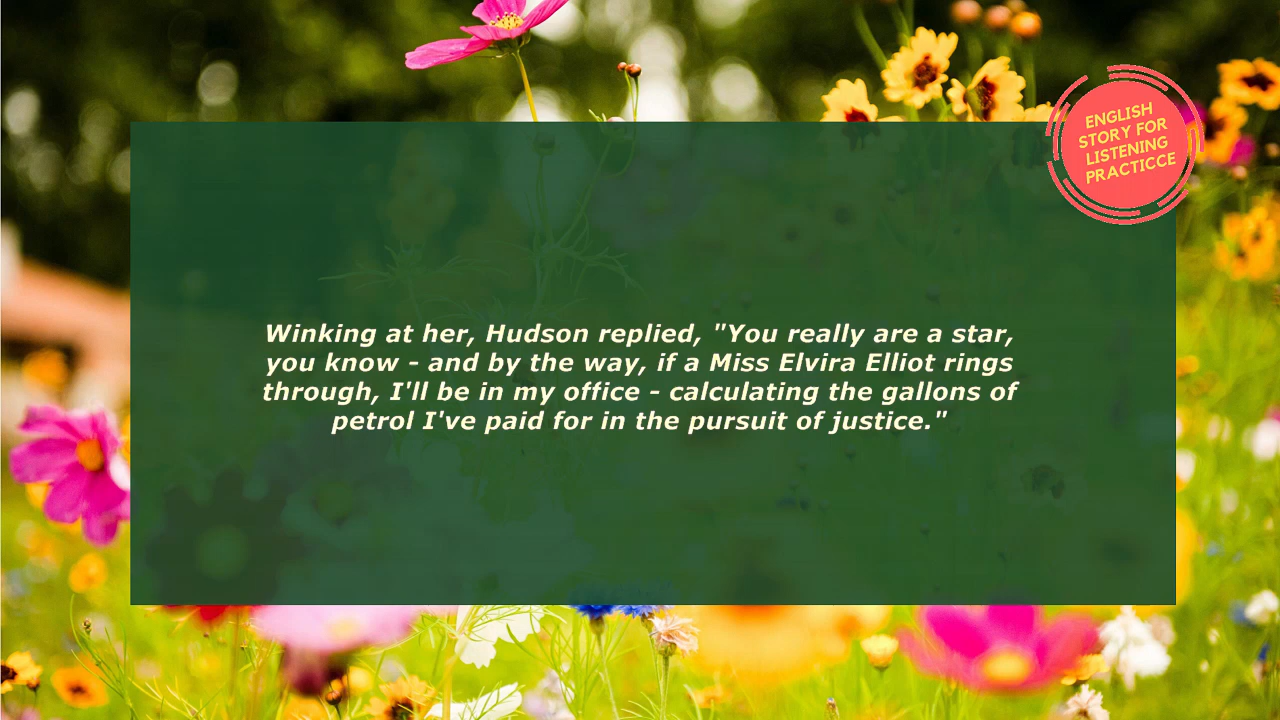 ENGLISH
STORY FOR
LISTENING
PRACTICCE
Winking at her, Hudson replied, "You really are a star,
you know - and by the way, if a Miss Elvira Elliot rings
through, I'll be in my office - calculating the gallons of
petrol I've paid for in the pursuit of justice."